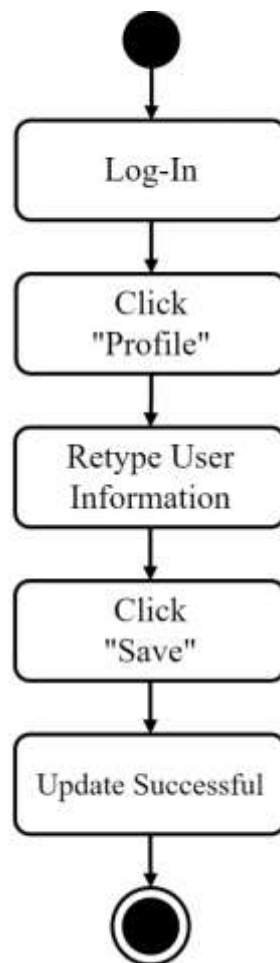 Log-In
Click
"Profile"
Retype User
Information
Click
"Save"
Update Successful